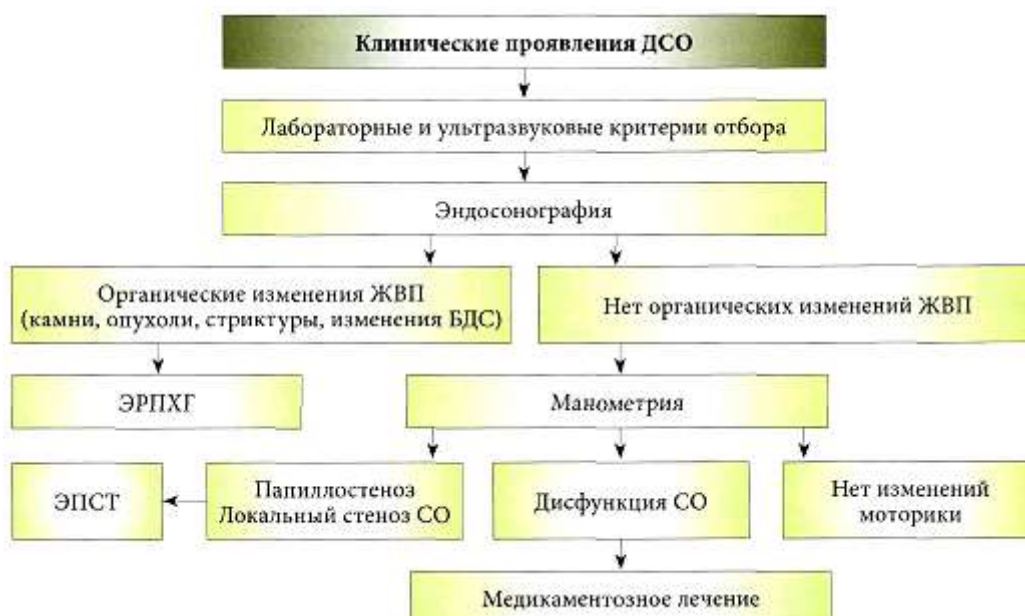 Клинические проявления ДСО
Лабораторные и ультразвуковые критерии отбора
Эндосонография
Органические изменения ЖВП
(камни, опухоли, стриктуры, изменения БДС)
Нет органических изменений ЖВП
ЭРПХГ
Манометрия
ЭПСТ
Папиллостеноз
Локальный стеноз СО
Дисфункция СО
Нет изменений
моторики
Медикаментозное лечение